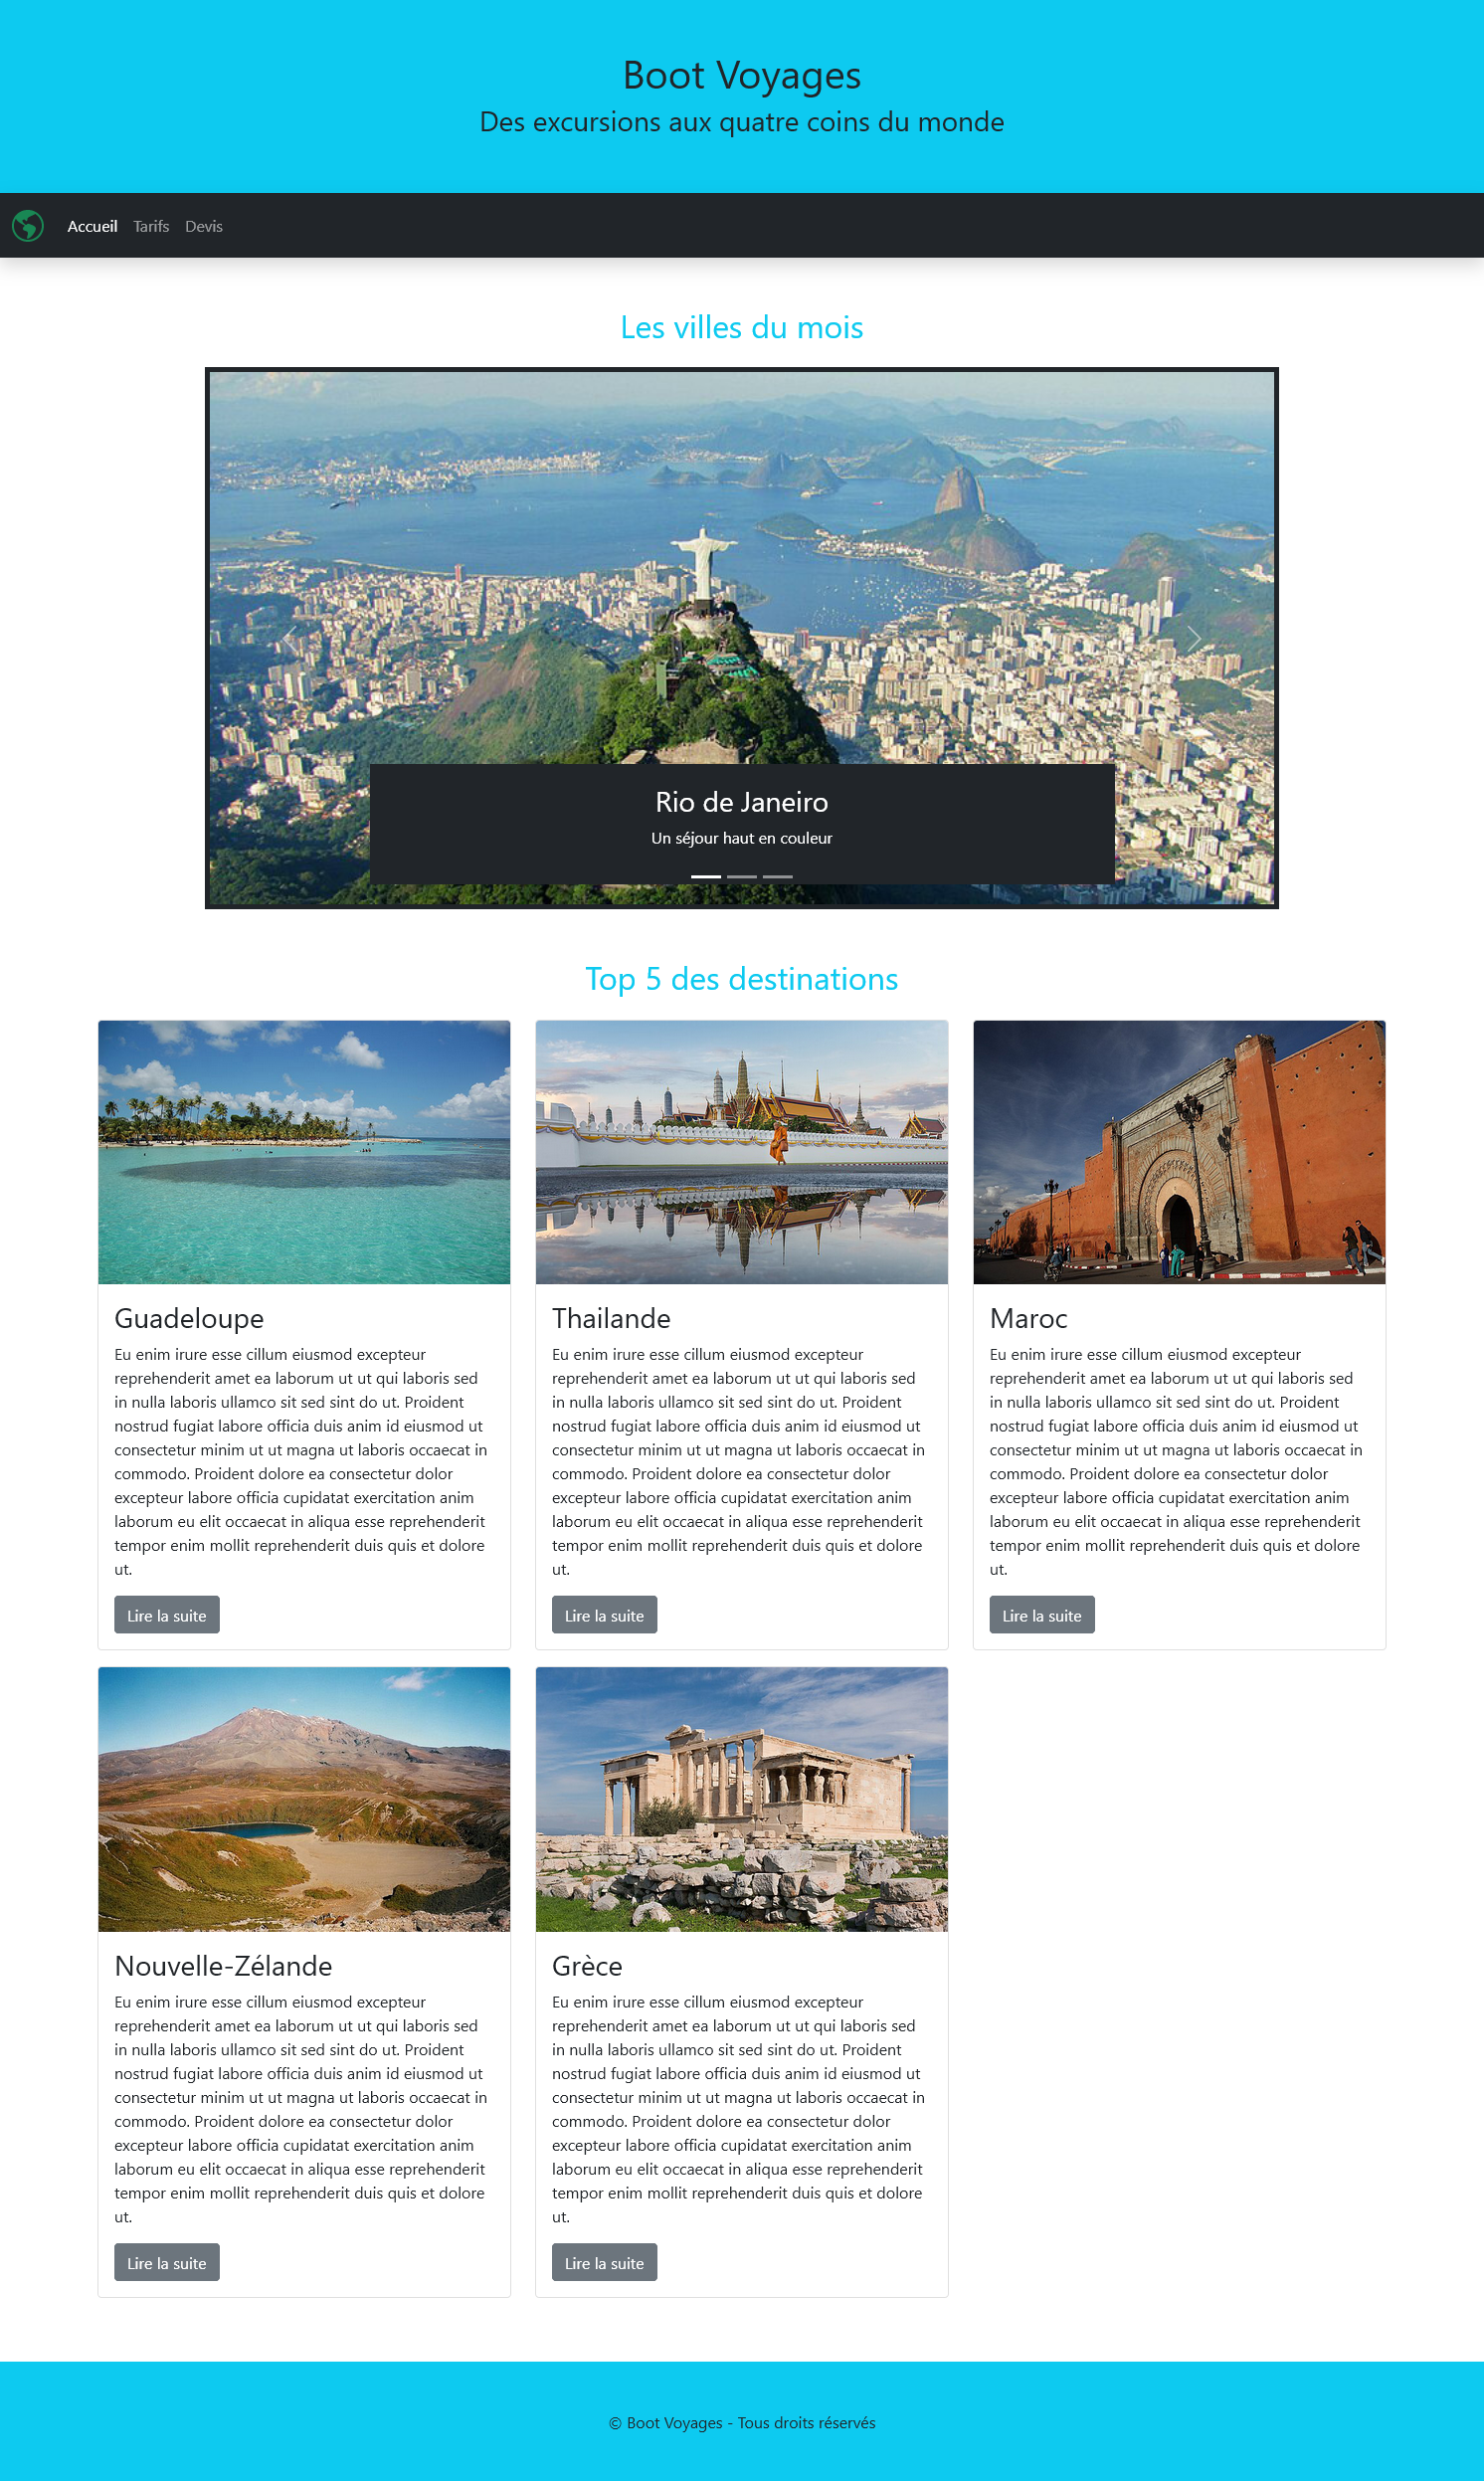 Boot Voyages
Des excursions aux quatre coins du monde
Accueil Tarifs Devis
Les villes du mois
Rio de Janeiro
Un séjour haut en couleur
Top 5 des destinations
Guadeloupe
Eu enim irure esse cillum eiusmod excepteur
reprehenderit amet ea laborum ut ut qui laboris sed
in nulla laboris ullamco sit sed sint do ut. Proident
nostrud fugiat labore officia duis anim id eiusmod ut
consectetur minim ut ut magna ut laboris occaecat in
commodo. Proident dolore ea consectetur dolor
excepteur labore officia cupidatat exercitation anim
laborum eu elit occaecat in aliqua esse reprehenderit
tempor enim mollit reprehenderit duis quis et dolore
ut.
Lire la suite
Thailande
Eu enim irure esse cillum eiusmod excepteur
reprehenderit amet ea laborum ut ut qui laboris sed
in nulla laboris ullamco sit sed sint do ut. Proident
nostrud fugiat labore officia duis anim id eiusmod ut
consectetur minim ut ut magna ut laboris occaecat in
commodo. Proident dolore ea consectetur dolor
excepteur labore officia cupidatat exercitation anim
laborum eu elit occaecat in aliqua esse reprehenderit
tempor enim mollit reprehenderit duis quis et dolore
ut.
Lire la suite
Maroc
Eu enim irure esse cillum eiusmod excepteur
reprehenderit amet ea laborum ut ut qui laboris sed
in nulla laboris ullamco sit sed sint do ut. Proident
nostrud fugiat labore officia duis anim id eiusmod ut
consectetur minim ut ut magna ut laboris occaecat in
commodo. Proident dolore ea consectetur dolor
excepteur labore officia cupidatat exercitation anim
laborum eu elit occaecat in aliqua esse reprehenderit
tempor enim mollit reprehenderit duis quis et dolore
ut.
Lire la suite
Nouvelle-Zélande
Eu enim irure esse cillum eiusmod excepteur
reprehenderit amet ea laborum ut ut qui laboris sed
in nulla laboris ullamco sit sed sint do ut. Proident
nostrud fugiat labore officia duis anim id eiusmod ut
consectetur minim ut ut magna ut laboris occaecat in
commodo. Proident dolore ea consectetur dolor
excepteur labore officia cupidatat exercitation anim
laborum eu elit occaecat in aliqua esse reprehenderit
tempor enim mollit reprehenderit duis quis et dolore
ut.
Lire la suite
Grèce
Eu enim irure esse cillum eiusmod excepteur
reprehenderit amet ea laborum ut ut qui laboris sed
in nulla laboris ullamco sit sed sint do ut. Proident
nostrud fugiat labore officia duis anim id eiusmod ut
consectetur minim ut ut magna ut laboris occaecat in
commodo. Proident dolore ea consectetur dolor
excepteur labore officia cupidatat exercitation anim
laborum eu elit occaecat in aliqua esse reprehenderit
tempor enim mollit reprehenderit duis quis et dolore
ut.
Lire la suite
© Boot Voyages - Tous droits réservés